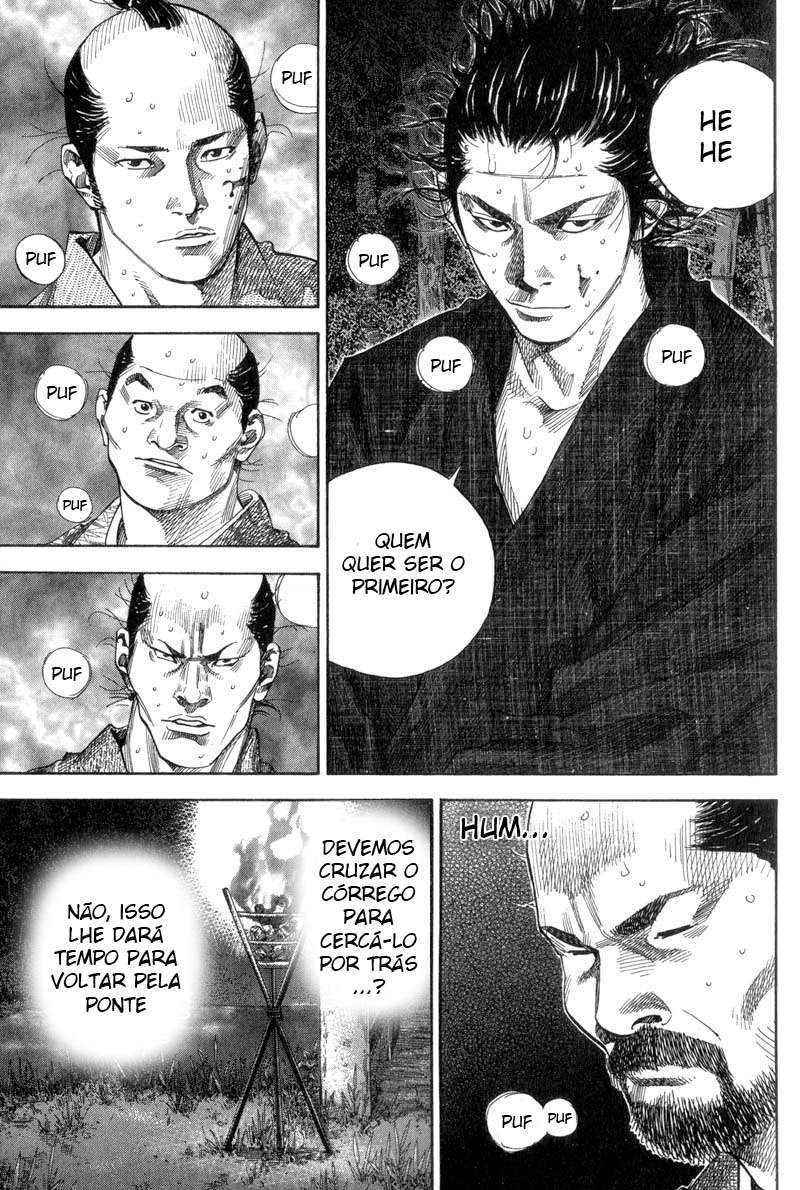 HE
HE
PUF
PUF
PUF
QUEM
QUER SER O
PRIMEIRO?
PUF
PUF
PUF
PUF
PUF
HUM...
PUF
PUF
DEVEMOS
CRUZAR O
CÓRREGO
PARA
CERCÁ-LO
POR TRÁS
...?
NÃO, ISSO
LHE DARÁ
TEMPO PARA
VOLTAR PELA
PONTE